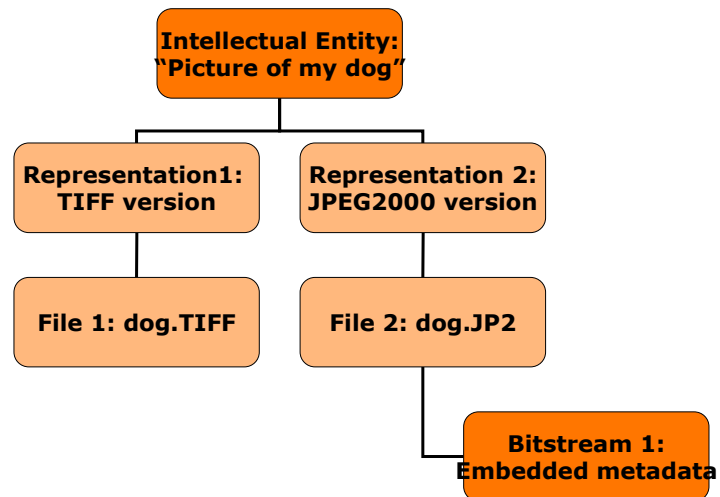 Intellectual Entity:
“Picture of my dog”
Representation1:
TIFF version
Representation 2:
JPEG2000 version
File 1: dog.TIFF
File 2: dog.JP2
Bitstream 1:
Embedded metadata